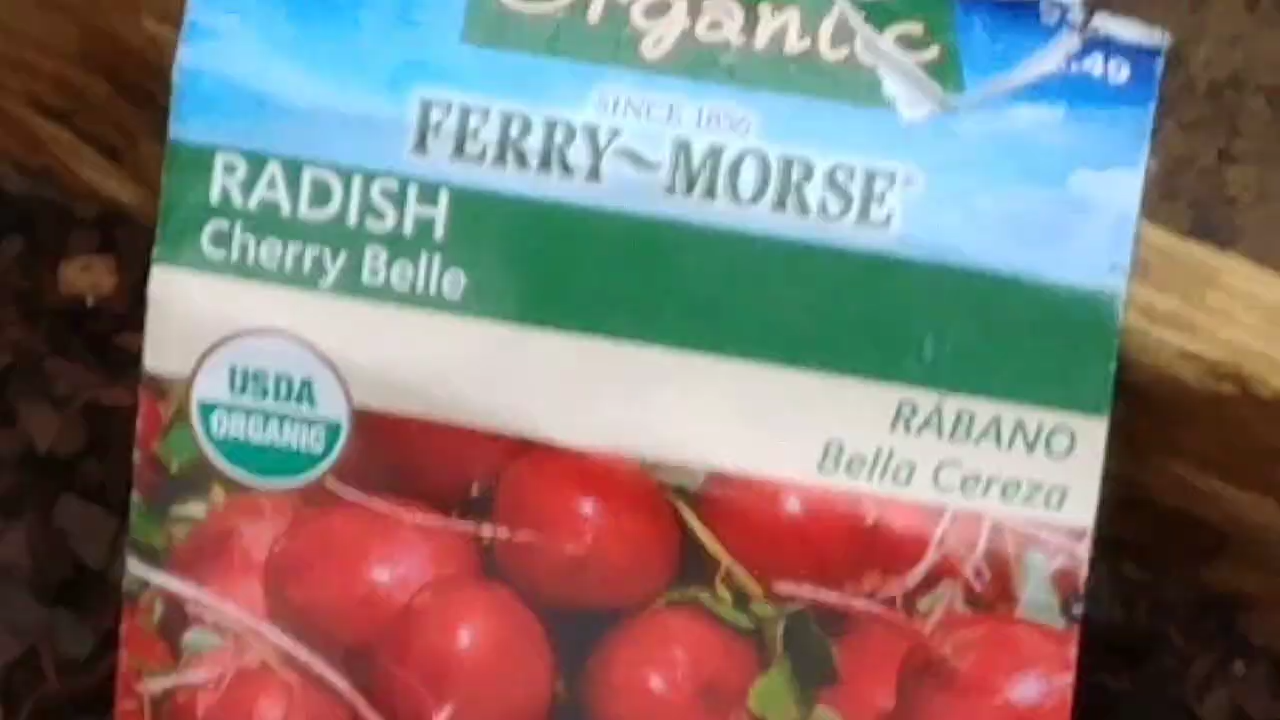 Organic
SINCE 1856
FERRY~MORSE®
RADISH
Cherry Belle
USDA
ORGANIC
RÁBANO
Bella Cereza